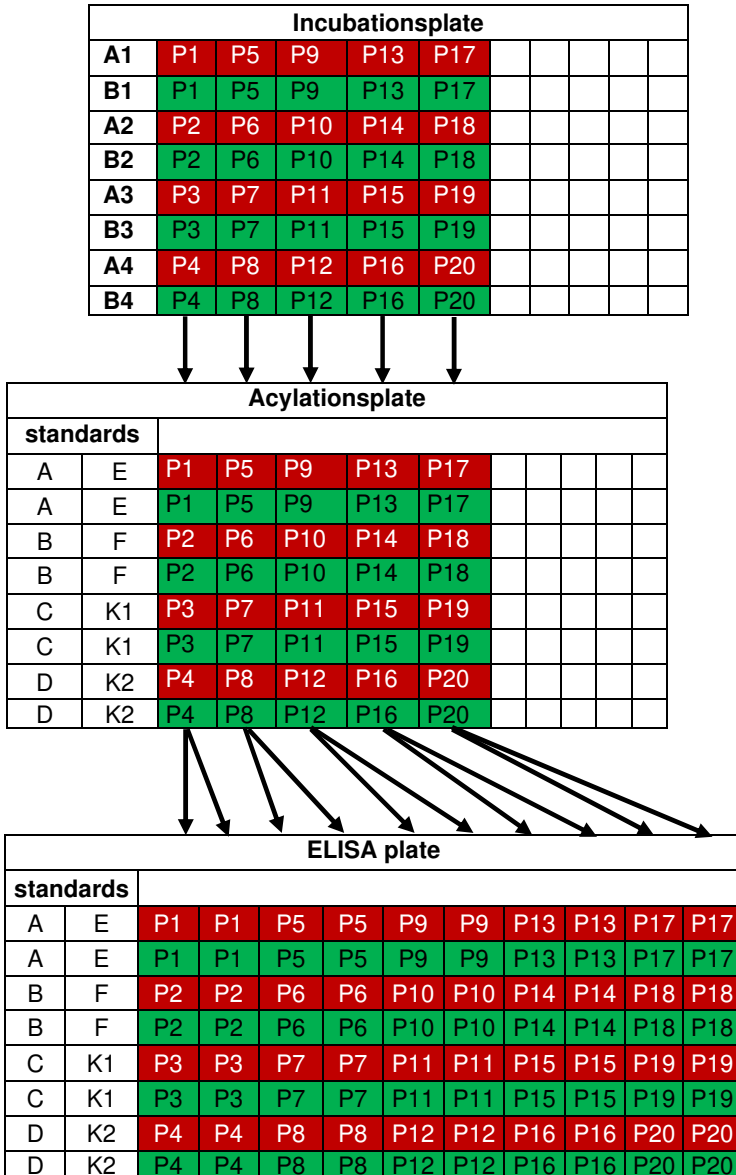 Incubationsplate
A1 P1 P5 P9 P13 P17
B1 P1 P5 P9 P13 P17
A2 P2 P6 P10 P14 P18
B2 P2 P6 P10 P14 P18
A3 P3 P7 P11 P15 P19
B3 P3 P7 P11 P15 P19
A4 P4 P8 P12 P16 P20
B4 P4 P8 P12 P16 P20
Acylationsplate
standards
A E P1 P5 P9 P13 P17
A E P1 P5 P9 P13 P17
B F P2 P6 P10 P14 P18
B F P2 P6 P10 P14 P18
C K1 P3 P7 P11 P15 P19
C K1 P3 P7 P11 P15 P19
D K2 P4 P8 P12 P16 P20
D K2 P4 P8 P12 P16 P20
ELISA plate
standards
A E P1 P1 P5 P5 P9 P9 P13 P13 P17 P17
A E P1 P1 P5 P5 P9 P9 P13 P13 P17 P17
B F P2 P2 P6 P6 P10 P10 P14 P14 P18 P18
B F P2 P2 P6 P6 P10 P10 P14 P14 P18 P18
C K1 P3 P3 P7 P7 P11 P11 P15 P15 P19 P19
C K1 P3 P3 P7 P7 P11 P11 P15 P15 P19 P19
D K2 P4 P4 P8 P8 P12 P12 P16 P16 P20 P20
D K2 P4 P4 P8 P8 P12 P12 P16 P16 P20 P20